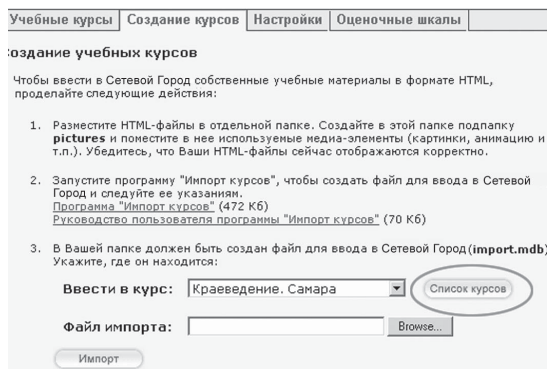 Учебные курсы Создание курсов Настройки Оценочные шкалы
оздание учебных курсов
Чтобы ввести в Сетевой Город собственные учебные материалы в формате HTML,
проделайте следующие действия:
1. Разместите HTML-файлы в отдельной папке. Создайте в этой папке подпапку
pictures и поместите в нее используемые медиа-элементы (картинки, анимацию и
т.п.). Убедитесь, что Ваши HTML-файлы сейчас отображаются корректно.
2. Запустите программу "Импорт курсов", чтобы создать файл для ввода в Сетевой
Город и следуйте ее указаниям.
Программа "Импорт курсов" (472 Кб)
Руководство пользователя программы "Импорт курсов" (70 Кб)
3. В Вашей папке должен быть создан файл для ввода в Сетевой Город (import.mdb)
Укажите, где он находится:
Ввести в курс: Краеведение. Самара Список курсов
Файл импорта: Browse...
Импорт